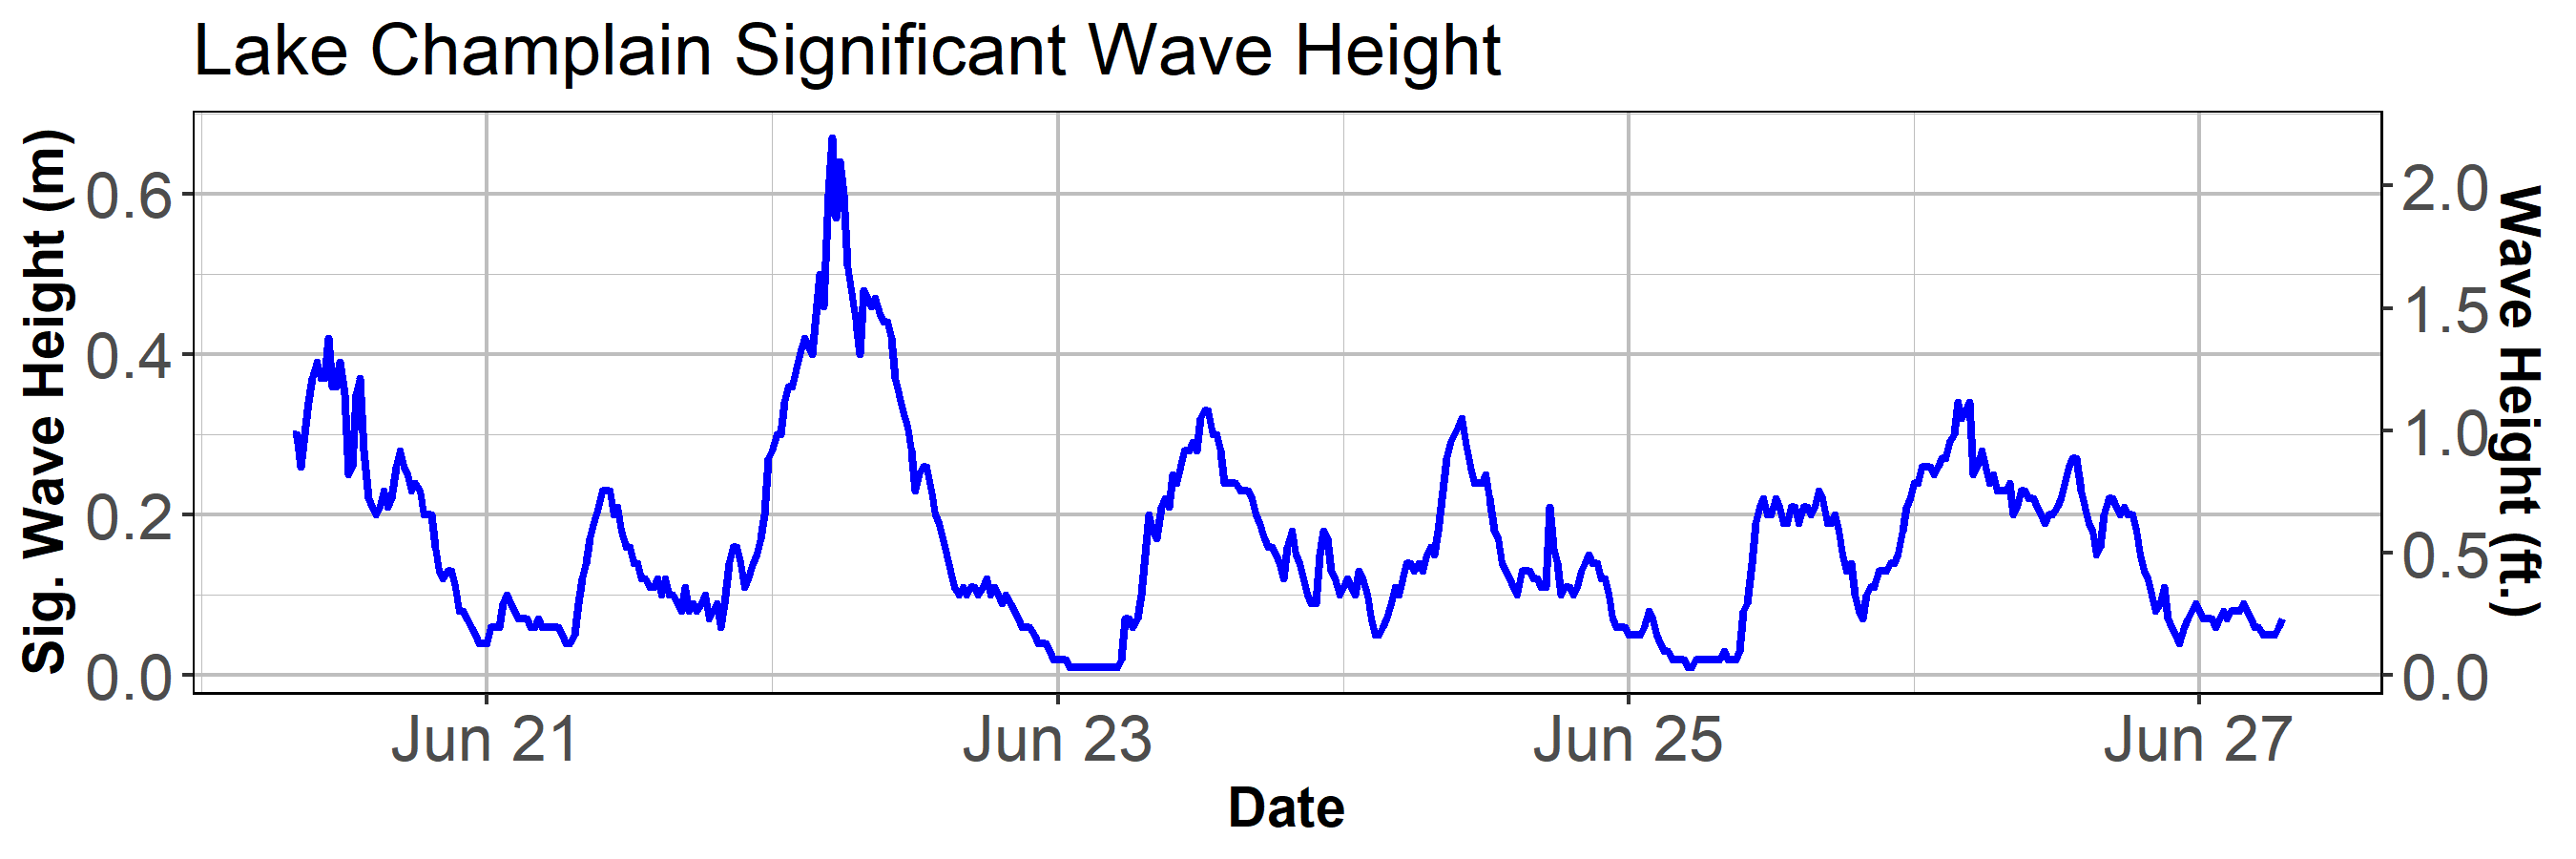 Lake Champlain Significant Wave Height
Sig. Wave Height (m)
0.6
0.4
0.2
0.0
2.0
1.5
1.0
0.5
0.0
Wave Height (ft.)
Jun 21
Jun 23
Jun 25
Jun 27
Date